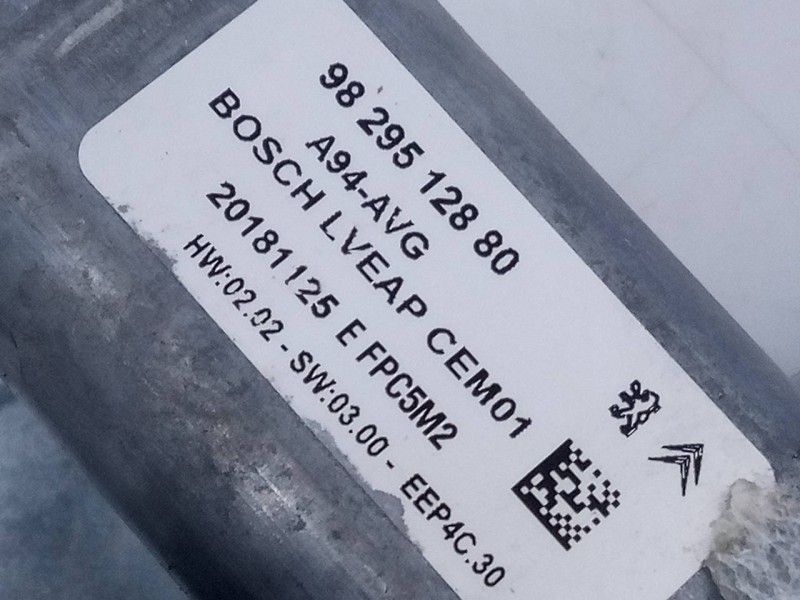 98 295 128 80
A94-AVG
BOSCH LVEAP CEM01
20181125 E FPC5M2
HW:02.02 - SW:03.00 - EEP4C.30